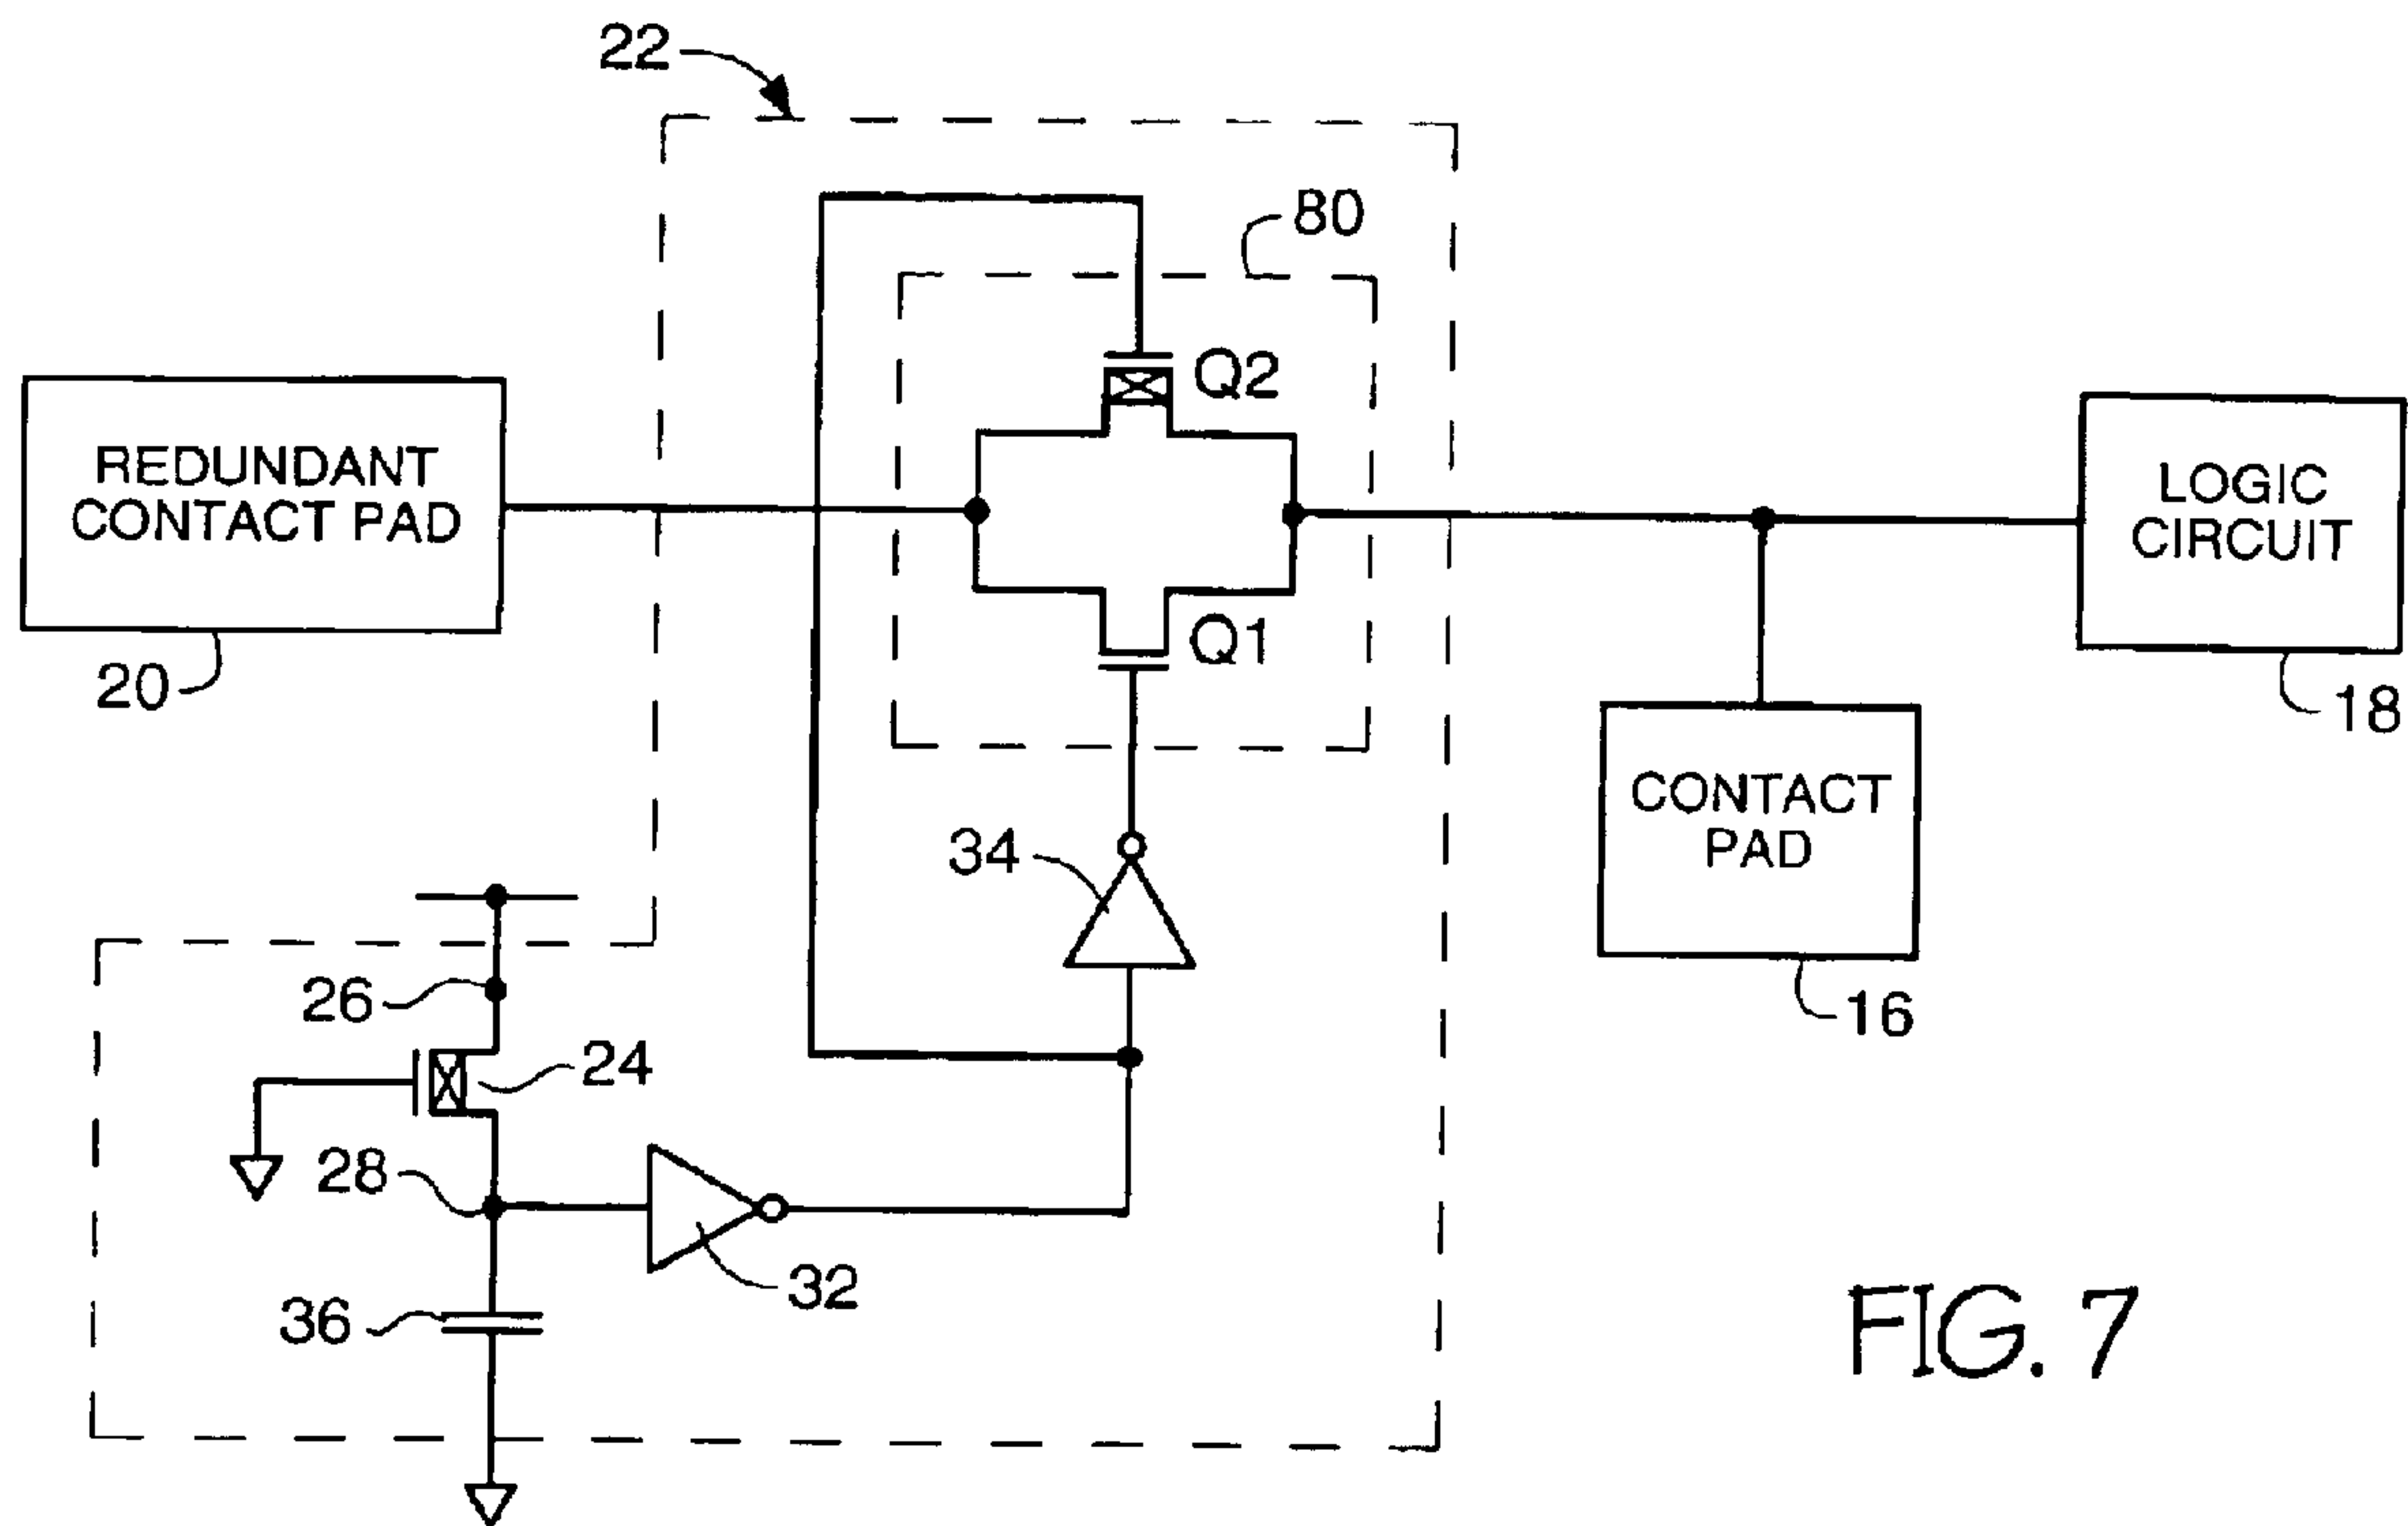 22
80
Q2
REDUNDANT
CONTACT PAD
LOGIC
CIRCUIT
Q1
20
18
CONTACT
PAD
34
26
16
24
28
32
36
FIG. 7